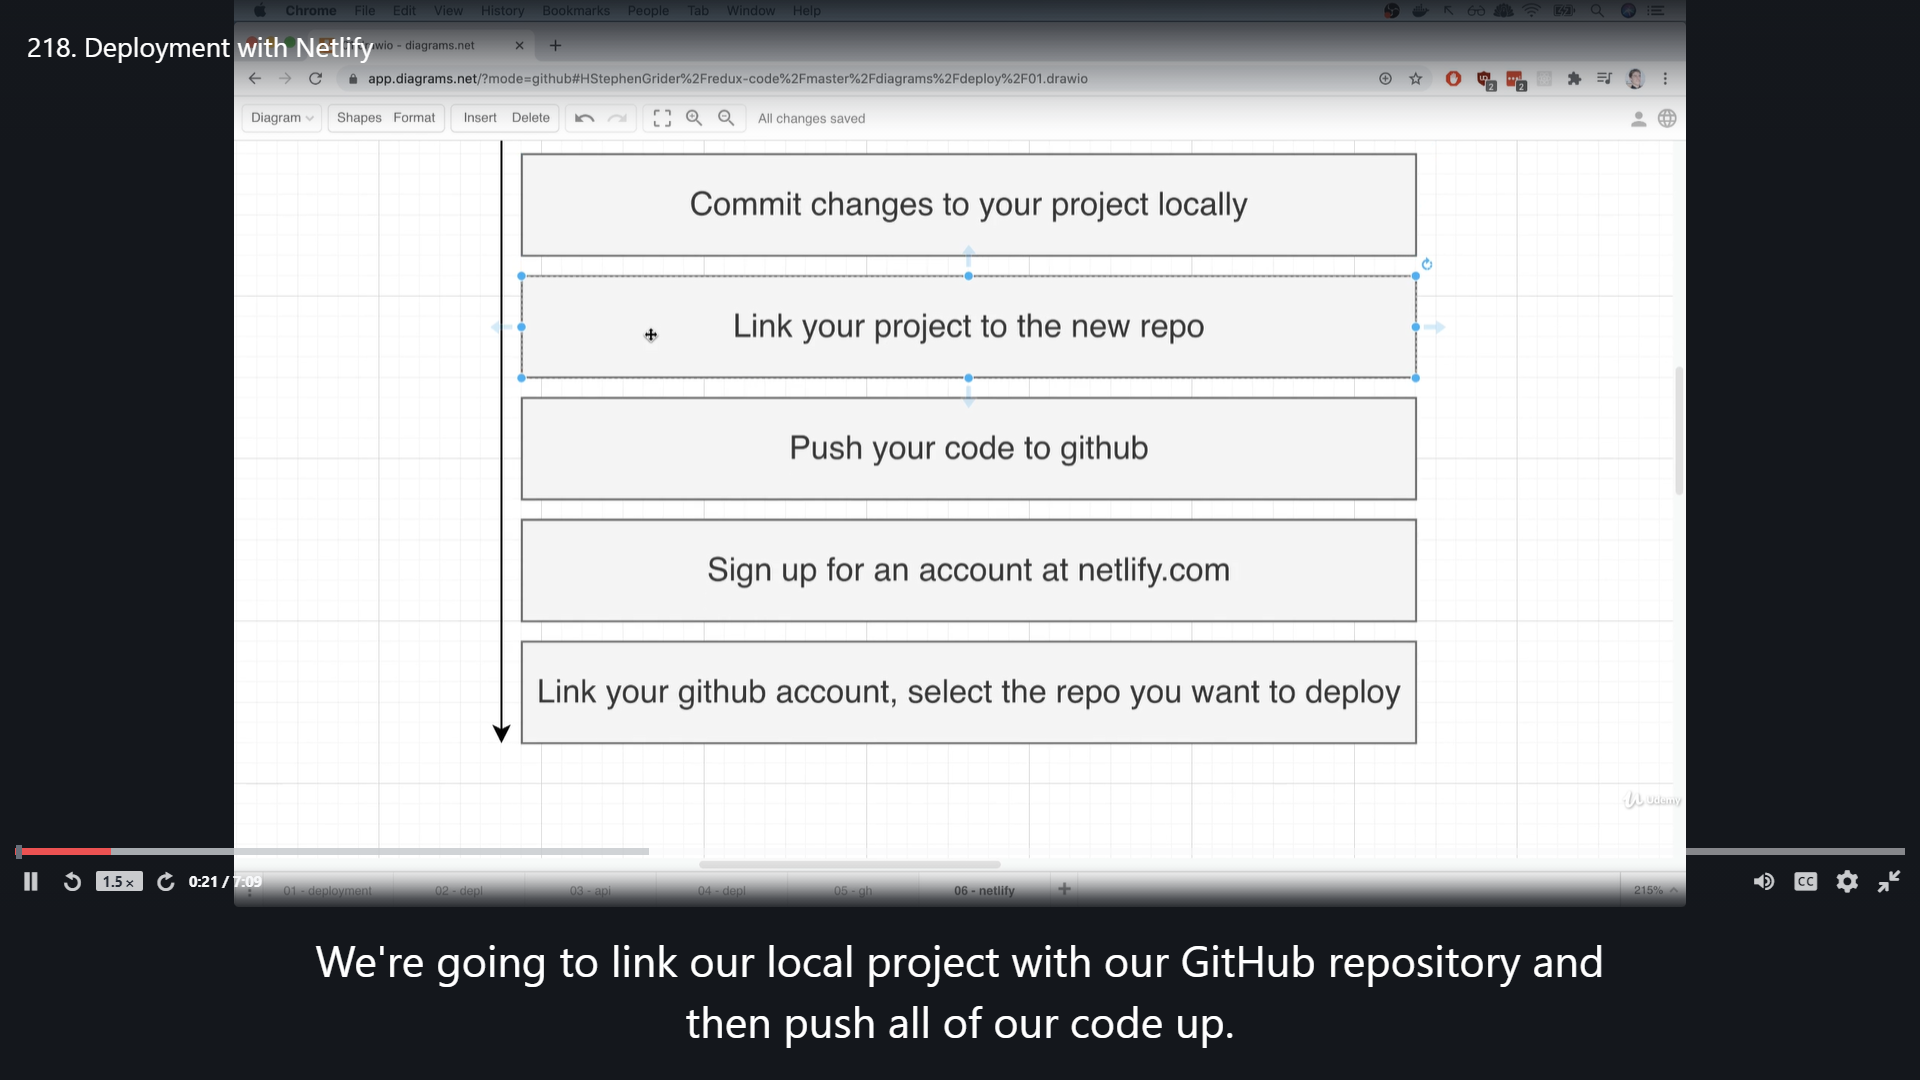 Chrome File Edit View History Bookmarks People Tab Window Help
218. Deployment with Netlify
wio - diagrams.net
app.diagrams.net/?mode=github#HStephenGrider%2Fredux-code%2Fmaster%2Fdiagrams%2Fdeploy%2F01.drawio
2
2
Diagram Shapes Format Insert Delete All changes saved
Commit changes to your project locally
Link your project to the new repo
Push your code to github
Sign up for an account at netlify.com
Link your github account, select the repo you want to deploy
Udemy
1.5 × 0:21 / 7:09 CC
01 - deployment 02 - depl 03 - api 04 - depl 05 - gh 06 - netlify 215%
We're going to link our local project with our GitHub repository and
then push all of our code up.